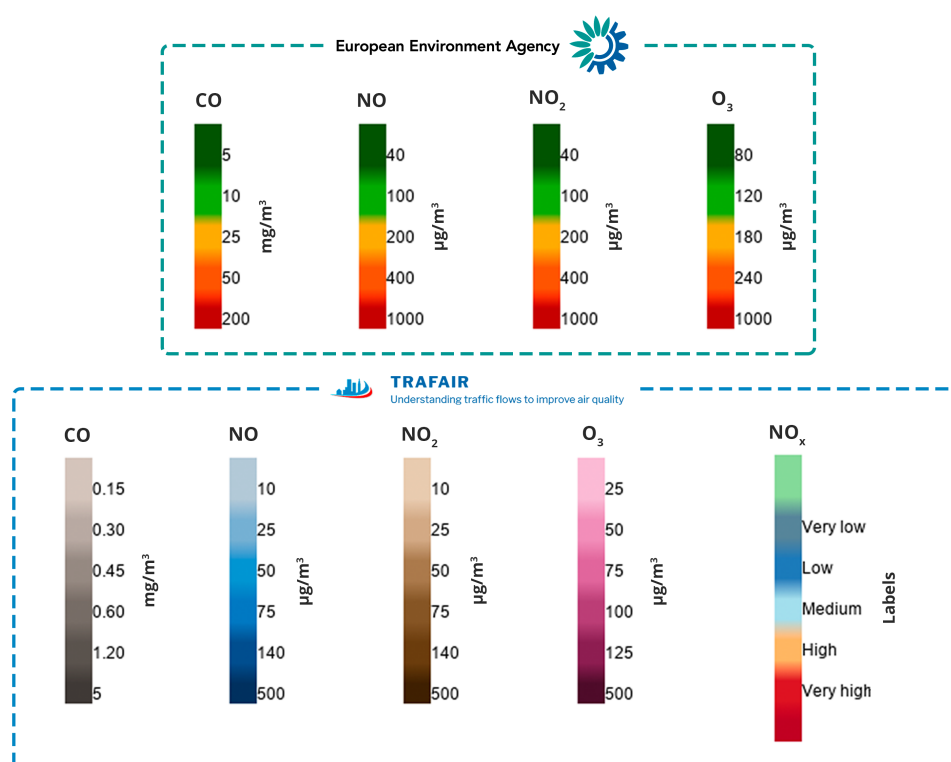 European Environment Agency
CO
5
10
25
50
200
mg/m³
NO
40
100
200
400
1000
µg/m³
NO₂
40
100
200
400
1000
µg/m³
O₃
80
120
180
240
1000
µg/m³
TRAFAIR
Understanding traffic flows to improve air quality
CO
0.15
0.30
0.45
0.60
1.20
5
mg/m³
NO
10
25
50
75
140
500
µg/m³
NO₂
10
25
50
75
140
500
µg/m³
O₃
25
50
75
100
125
500
µg/m³
NOₓ
Very low
Low
Medium
High
Very high
Labels